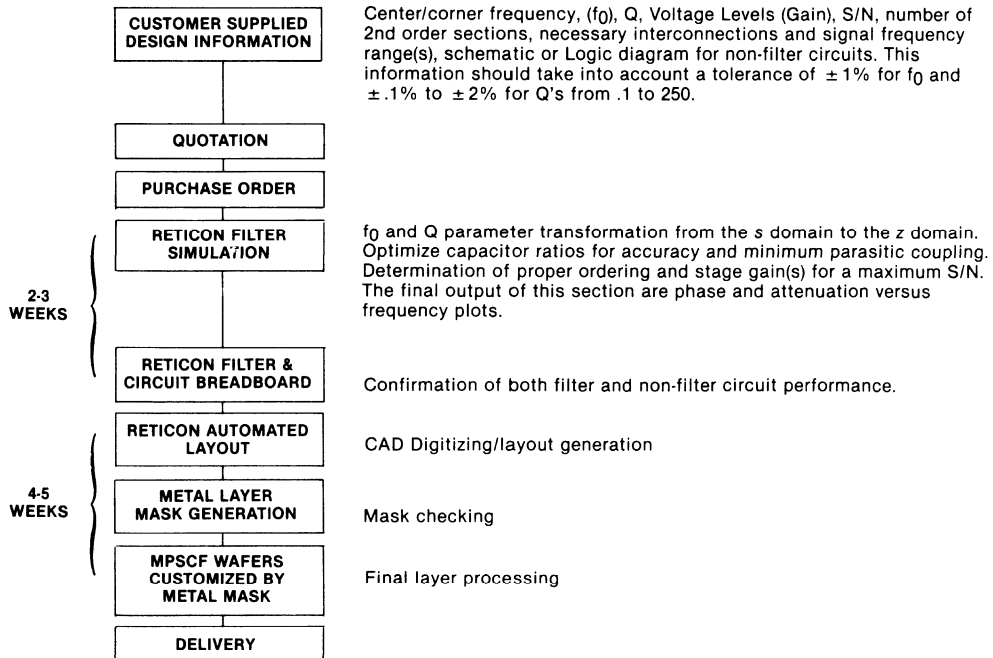 CUSTOMER SUPPLIED
DESIGN INFORMATION
Center/corner frequency, (f0), Q, Voltage Levels (Gain), S/N, number of
2nd order sections, necessary interconnections and signal frequency
range(s), schematic or Logic diagram for non-filter circuits. This
information should take into account a tolerance of ±1% for f0 and
±.1% to ±2% for Q's from .1 to 250.
QUOTATION
PURCHASE ORDER
RETICON FILTER
SIMULATION
f0 and Q parameter transformation from the s domain to the z domain.
Optimize capacitor ratios for accuracy and minimum parasitic coupling.
Determination of proper ordering and stage gain(s) for a maximum S/N.
The final output of this section are phase and attenuation versus
frequency plots.
2-3
WEEKS
RETICON FILTER &
CIRCUIT BREADBOARD
Confirmation of both filter and non-filter circuit performance.
RETICON AUTOMATED
LAYOUT
CAD Digitizing/layout generation
4-5
WEEKS
METAL LAYER
MASK GENERATION
Mask checking
MPSCF WAFERS
CUSTOMIZED BY
METAL MASK
Final layer processing
DELIVERY